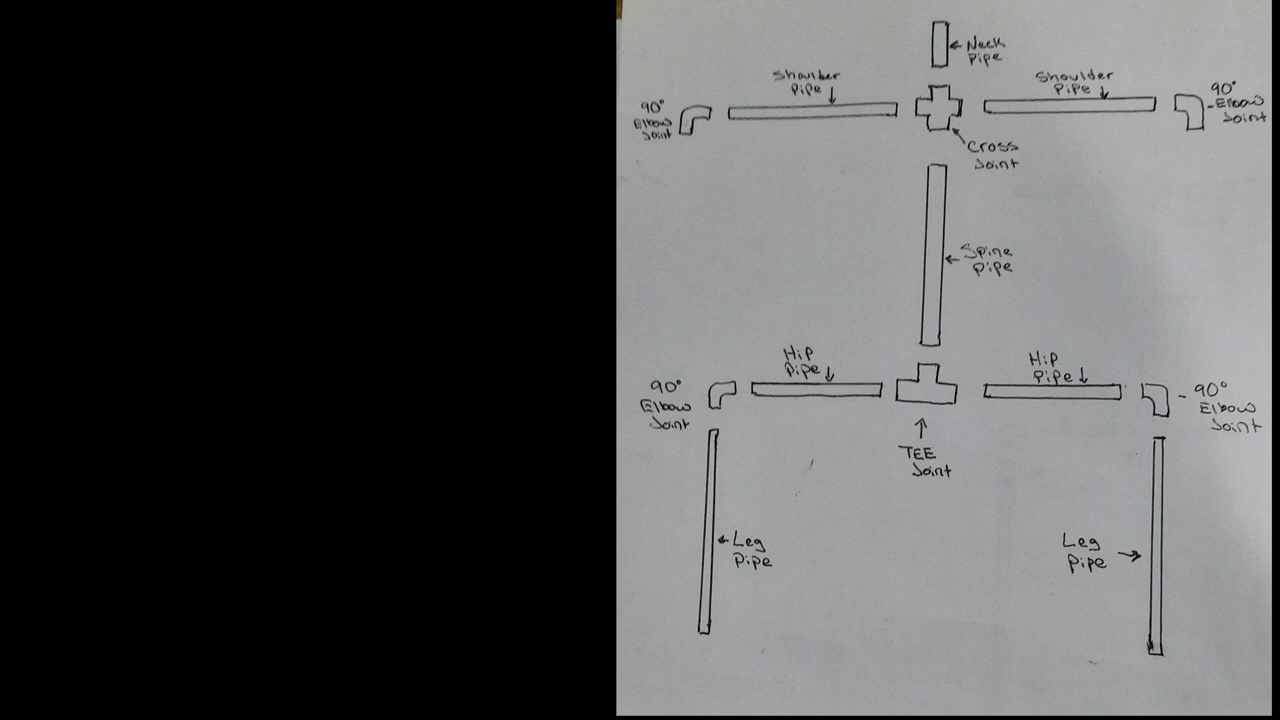 Neck
Pipe
Shoulder
Pipe
Shoulder
Pipe
90°
Elbow
Joint
90°
Elbow
Joint
Cross
Joint
Spine
Pipe
Hip
Pipe
Hip
Pipe
90°
Elbow
Joint
90°
Elbow
Joint
TEE
Joint
Leg
Pipe
Leg
Pipe